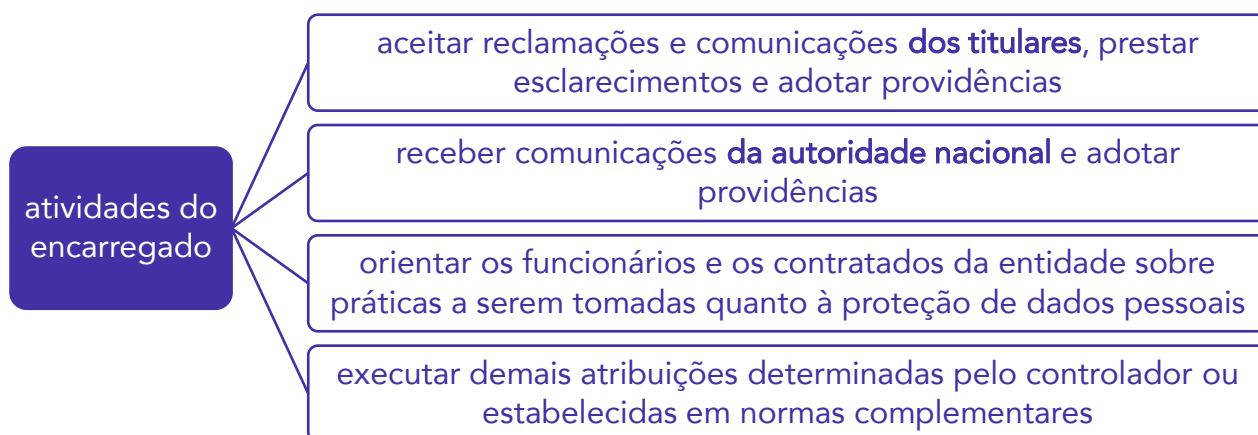 aceitar reclamações e comunicações dos titulares, prestar
esclarecimentos e adotar providências
receber comunicações da autoridade nacional e adotar
providências
atividades do
encarregado
orientar os funcionários e os contratados da entidade sobre
práticas a serem tomadas quanto à proteção de dados pessoais
executar demais atribuições determinadas pelo controlador ou
estabelecidas em normas complementares